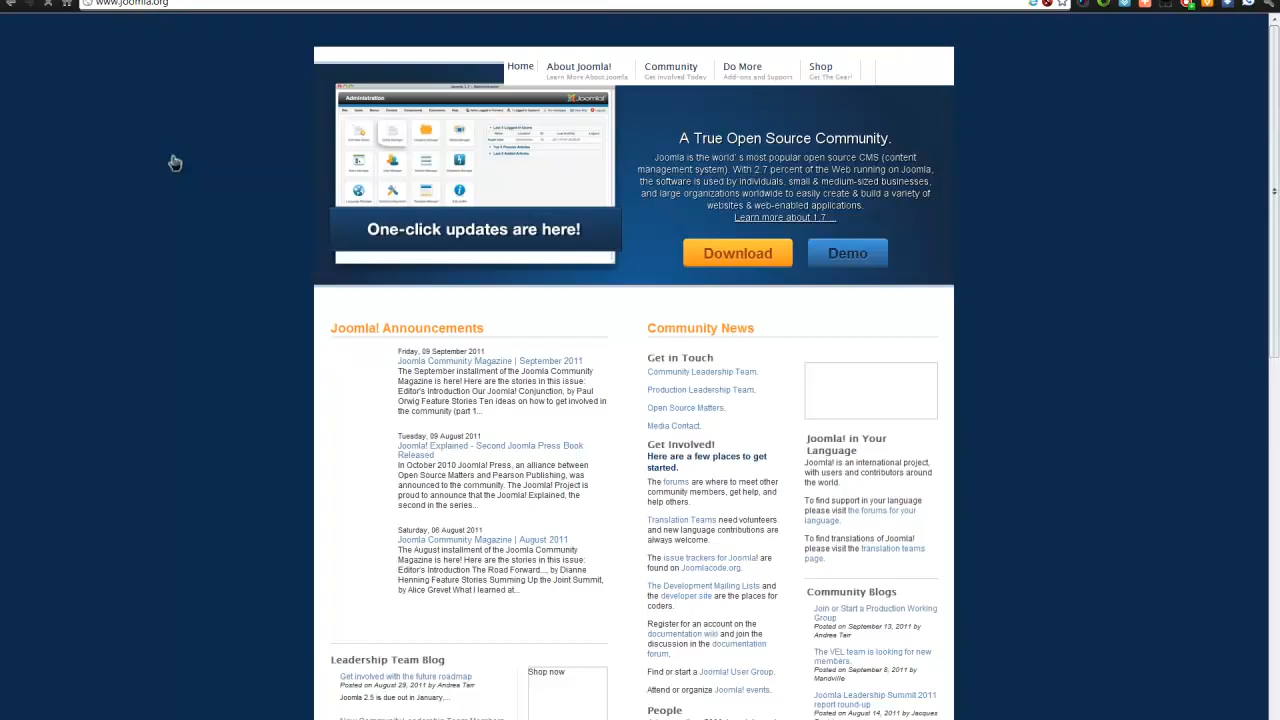 www.joomla.org
Home
About Joomla!
Learn More About Joomla
Community
Get Involved Today
Do More
Add-ons and Support
Shop
Get The Gear!
Administration
Joomla!
One-click updates are here!
A True Open Source Community.
Joomla is the world' s most popular open source CMS (content
management system). With 2.7 percent of the Web running on Joomla,
the software is used by individuals, small & medium-sized businesses,
and large organizations worldwide to easily create & build a variety of
websites & web-enabled applications.
Learn more about 1.7 ...
Download
Demo
Joomla! Announcements
Friday, 09 September 2011
Joomla Community Magazine | September 2011
The September installment of the Joomla Community
Magazine is here! Here are the stories in this issue:
Editor's Introduction Our Joomla! Conjunction, by Paul
Orwig Feature Stories Ten ideas on how to get involved in
the community (part 1...
Tuesday, 09 August 2011
Joomla! Explained - Second Joomla Press Book
Released
In October 2010 Joomla! Press, an alliance between
Open Source Matters and Pearson Publishing, was
announced to the community. The Joomla! Project is
proud to announce that the Joomla! Explained, the
second in the series...
Saturday, 06 August 2011
Joomla Community Magazine | August 2011
The August installment of the Joomla Community
Magazine is here! Here are the stories in this issue:
Editor's Introduction The Road Forward..., by Dianne
Henning Feature Stories Summing Up the Joint Summit,
by Alice Grevet What I learned at...
Leadership Team Blog
Get involved with the future roadmap
Posted on August 29, 2011 by Andrea Tarr
Joomla 2.5 is due out in January,...
New Community Leadership Team Members
Shop now
Community News
Get in Touch
Community Leadership Team.
Production Leadership Team.
Open Source Matters.
Media Contact.
Get Involved!
Here are a few places to get
started.
The forums are where to meet other
community members, get help, and
help others.
Translation Teams need volunteers
and new language contributions are
always welcome.
The issue trackers for Joomla! are
found on Joomlacode.org.
The Development Mailing Lists and
the developer site are the places for
coders.
Register for an account on the
documentation wiki and join the
discussion in the documentation
forum.
Find or start a Joomla! User Group.
Attend or organize Joomla! events.
People
Joomla! in Your
Language
Joomla! is an international project,
with users and contributors around
the world.
To find support in your language
please visit the forums for your
language.
To find translations of Joomla!
please visit the translation teams
page.
Community Blogs
Join or Start a Production Working
Group
Posted on September 13, 2011 by
Andrea Tarr
The VEL team is looking for new
members.
Posted on September 8, 2011 by
Mandville
Joomla Leadership Summit 2011
report round-up
Posted on August 14, 2011 by Jacques